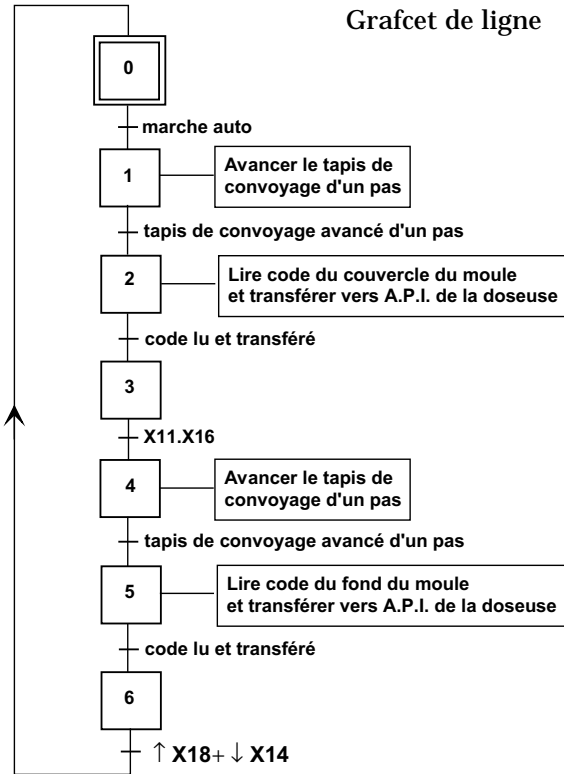 Grafcet de ligne
0
marche auto
1
Avancer le tapis de
convoyage d'un pas
tapis de convoyage avancé d'un pas
2
Lire code du couvercle du moule
et transférer vers A.P.I. de la doseuse
code lu et transféré
3
X11.X16
4
Avancer le tapis de
convoyage d'un pas
tapis de convoyage avancé d'un pas
5
Lire code du fond du moule
et transférer vers A.P.I. de la doseuse
code lu et transféré
6
↑ X18+ ↓ X14